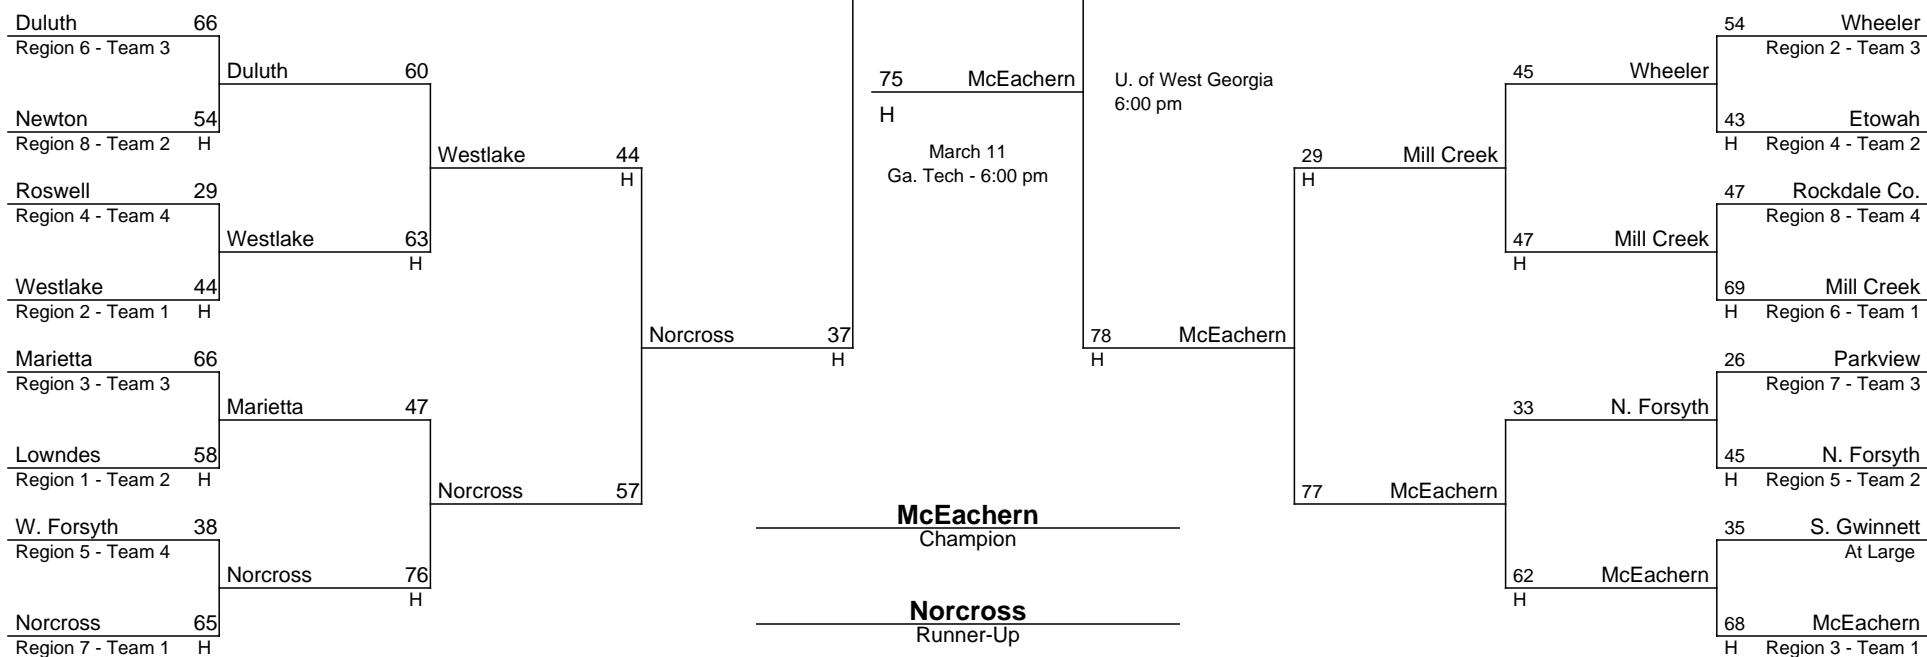 Duluth 66
Region 6 - Team 3
Duluth 60
Newton 54
Region 8 - Team 2 H
Westlake 44
H
Roswell 29
Region 4 - Team 4
Westlake 63
H
Westlake 44
Region 2 - Team 1 H
Norcross 37
H
Marietta 66
Region 3 - Team 3
Marietta 47
Lowndes 58
Region 1 - Team 2 H
Norcross 57
W. Forsyth 38
Region 5 - Team 4
Norcross 76
H
Norcross 65
Region 7 - Team 1 H
75 McEachern
H
March 11
Ga. Tech - 6:00 pm
U. of West Georgia
6:00 pm
McEachern
Champion
Norcross
Runner-Up
54 Wheeler
Region 2 - Team 3
45 Wheeler
43 Etowah
H Region 4 - Team 2
29 Mill Creek
H
47 Rockdale Co.
Region 8 - Team 4
47 Mill Creek
H
69 Mill Creek
H Region 6 - Team 1
78 McEachern
H
26 Parkview
Region 7 - Team 3
33 N. Forsyth
45 N. Forsyth
H Region 5 - Team 2
77 McEachern
35 S. Gwinnett
At Large
62 McEachern
H
68 McEachern
H Region 3 - Team 1